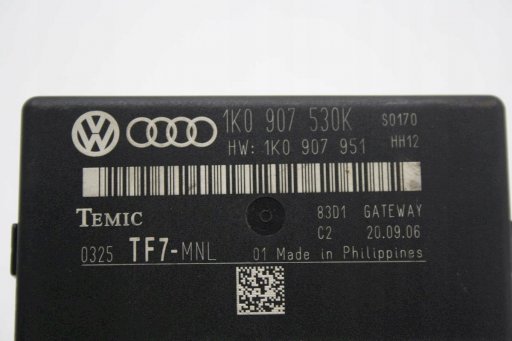 1K0 907 530K S0170
HW: 1K0 907 951 HH12
TEMIC
83D1 GATEWAY
C2 20.09.06
0325 TF7-MNL 01 Made in Philippines